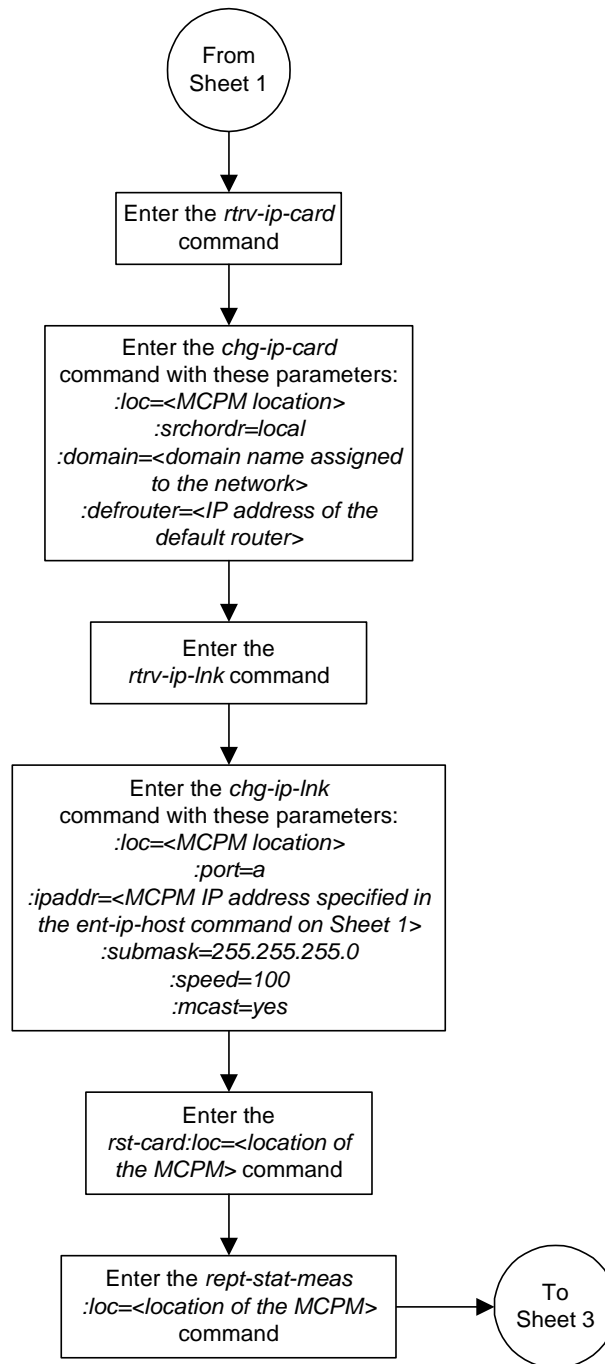 From
Sheet 1
Enter the rtrv-ip-card
command
Enter the chg-ip-card
command with these parameters:
:loc=<MCPM location>
:srchordr=local
:domain=<domain name assigned
to the network>
:defrouter=<IP address of the
default router>
Enter the
rtrv-ip-lnk command
Enter the chg-ip-lnk
command with these parameters:
:loc=<MCPM location>
:port=a
:ipaddr=<MCPM IP address specified in
the ent-ip-host command on Sheet 1>
:submask=255.255.255.0
:speed=100
:mcast=yes
Enter the
rst-card:loc=<location of
the MCPM> command
Enter the rept-stat-meas
:loc=<location of the MCPM>
command
To
Sheet 3